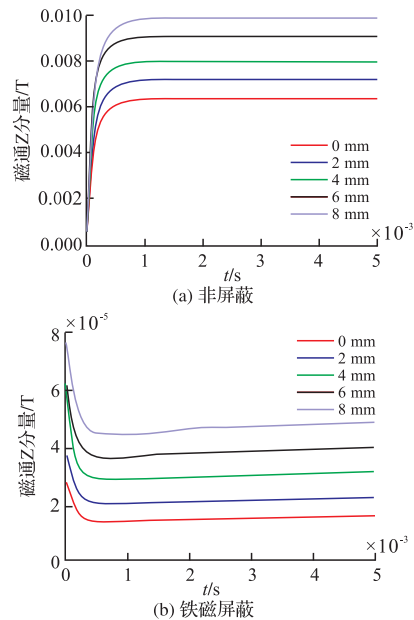 0.010
0.008
0.006
0.004
0.002
0.000
磁通Z分量/T
0 mm
2 mm
4 mm
6 mm
8 mm
×10⁻³
0 1 2 3 4 5
t/s
(a) 非屏蔽
8 ×10⁻⁵
6
4
2
0
磁通Z分量/T
0 mm
2 mm
4 mm
6 mm
8 mm
×10⁻³
0 1 2 3 4 5
t/s
(b) 铁磁屏蔽